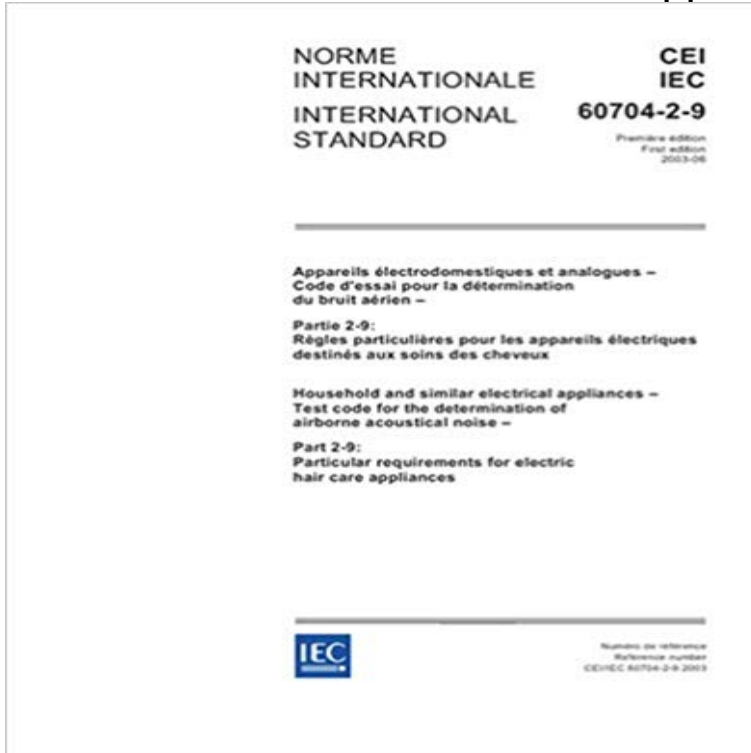 NORME
INTERNATIONALE
INTERNATIONAL
STANDARD
CEI
IEC
60704-2-9
Première édition
First edition
2003-06
Appareils électrodomestiques et analogues –
Code d'essai pour la détermination
du bruit aérien –
Partie 2-9:
Règles particulières pour les appareils électriques
destinés aux soins des cheveux
Household and similar electrical appliances –
Test code for the determination of
airborne acoustical noise –
Part 2-9:
Particular requirements for electric
hair care appliances
IEC
Numéro de référence
Reference number
CEI/IEC 60704-2-9:2003